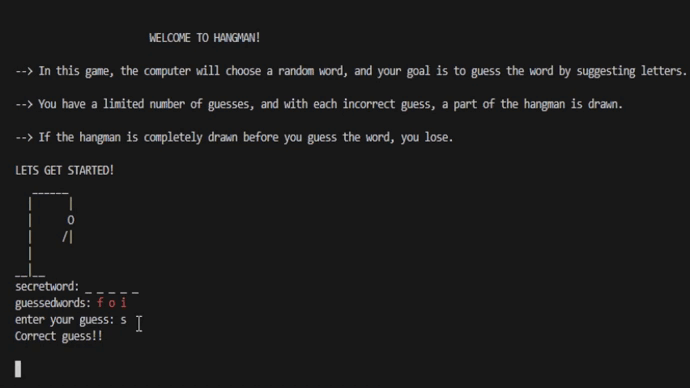 WELCOME TO HANGMAN!
--> In this game, the computer will choose a random word, and your goal is to guess the word by suggesting letters.
--> You have a limited number of guesses, and with each incorrect guess, a part of the hangman is drawn.
--> If the hangman is completely drawn before you guess the word, you lose.
LETS GET STARTED!
secretword: _ _ _ _ _
guessedwords: f o i
enter your guess: s
Correct guess!!